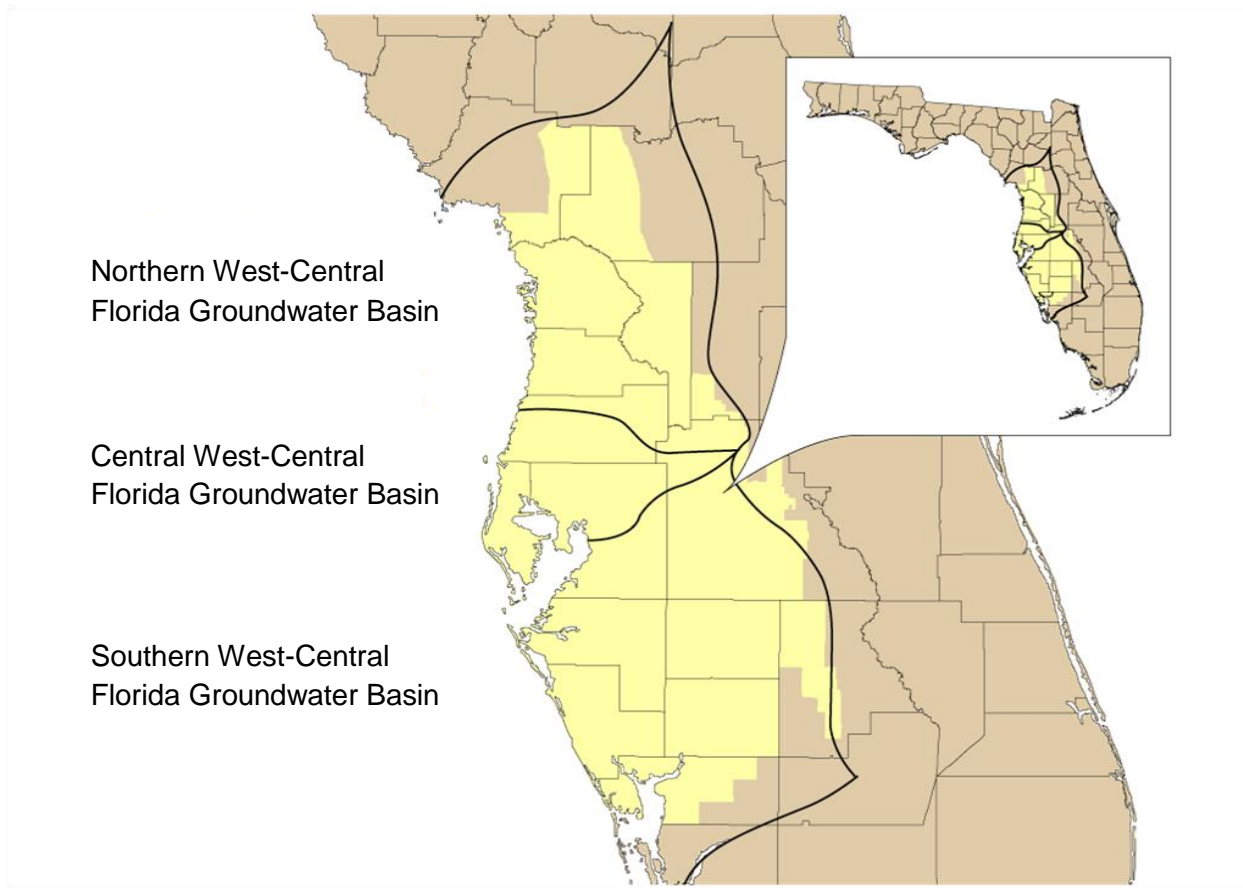 Northern West-Central
Florida Groundwater Basin
Central West-Central
Florida Groundwater Basin
Southern West-Central
Florida Groundwater Basin